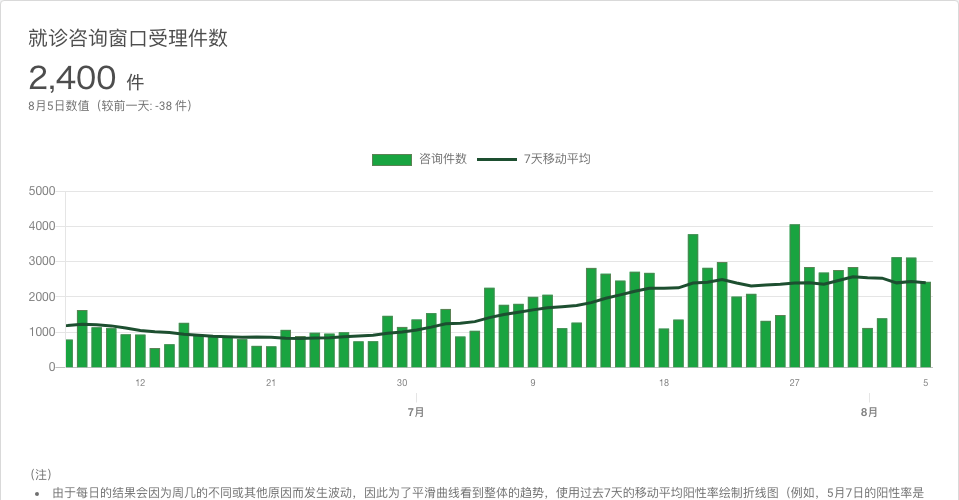 就诊咨询窗口受理件数
2,400 件
8月5日数值（较前一天: -38 件）
咨询件数 7天移动平均
5000
4000
3000
2000
1000
0
12 21 30 9 18 27 5
7月 8月
（注）
• 由于每日的结果会因为周几的不同或其他原因而发生波动，因此为了平滑曲线看到整体的趋势，使用过去7天的移动平均阳性率绘制折线图（例如，5月7日的阳性率是